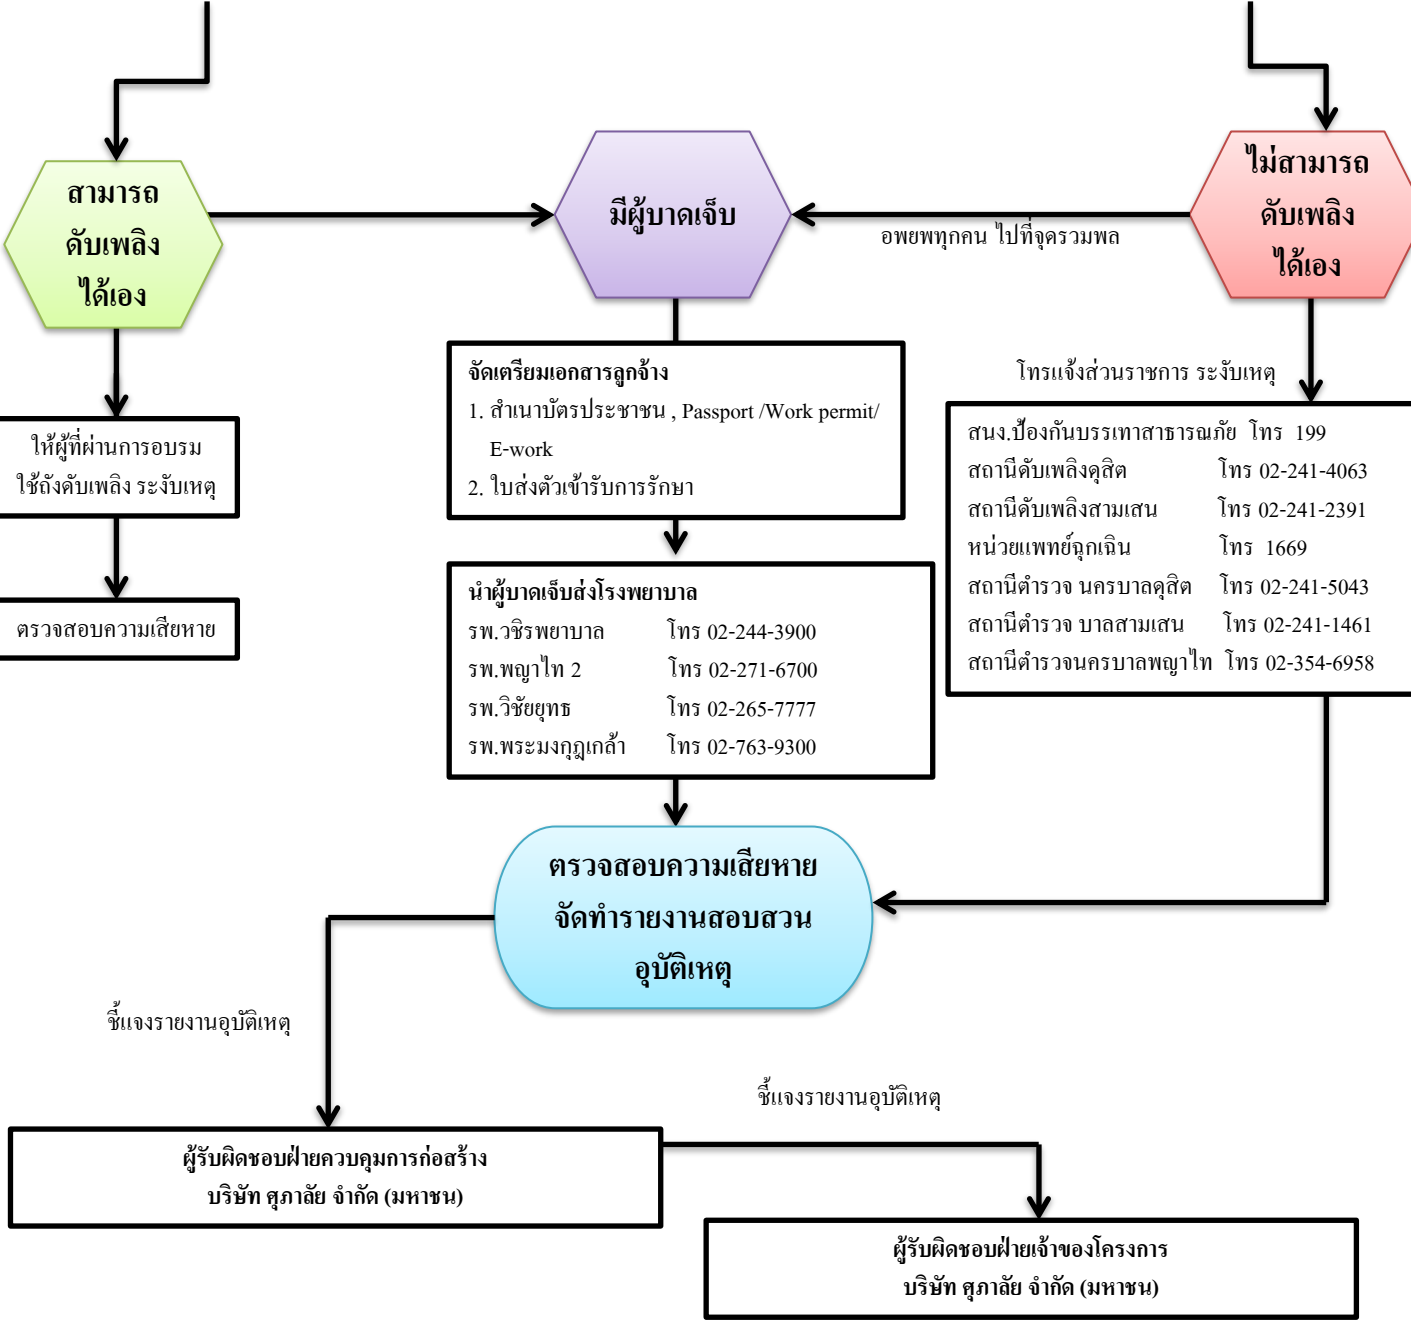 สามารถ
ดับเพลิง
ได้เอง
มีผู้บาดเจ็บ
ไม่สามารถ
ดับเพลิง
ได้เอง
อพยพทุกคน ไปที่จุดรวมพล
ให้ผู้ที่ผ่านการอบรม
ใช้ถังดับเพลิง ระงับเหตุ
ตรวจสอบความเสียหาย
จัดเตรียมเอกสารลูกจ้าง
1. สำเนาบัตรประชาชน , Passport /Work permit/
E-work
2. ใบส่งตัวเข้ารับการรักษา
โทรแจ้งส่วนราชการ ระงับเหตุ
สนง.ป้องกันบรรเทาสาธารณภัย โทร 199
สถานีดับเพลิงดุสิต โทร 02-241-4063
สถานีดับเพลิงสามเสน โทร 02-241-2391
หน่วยแพทย์ฉุกเฉิน โทร 1669
สถานีตำรวจ นครบาลดุสิต โทร 02-241-5043
สถานีตำรวจ บาลสามเสน โทร 02-241-1461
สถานีตำรวจนครบาลพญาไท โทร 02-354-6958
นำผู้บาดเจ็บส่งโรงพยาบาล
รพ.วชิรพยาบาล โทร 02-244-3900
รพ.พญาไท 2 โทร 02-271-6700
รพ.วิชัยยุทธ โทร 02-265-7777
รพ.พระมงกุฎเกล้า โทร 02-763-9300
ตรวจสอบความเสียหาย
จัดทำรายงานสอบสวน
อุบัติเหตุ
ชี้แจงรายงานอุบัติเหตุ
ชี้แจงรายงานอุบัติเหตุ
ผู้รับผิดชอบฝ่ายควบคุมการก่อสร้าง
บริษัท ศุภาลัย จำกัด (มหาชน)
ผู้รับผิดชอบฝ่ายเจ้าของโครงการ
บริษัท ศุภาลัย จำกัด (มหาชน)